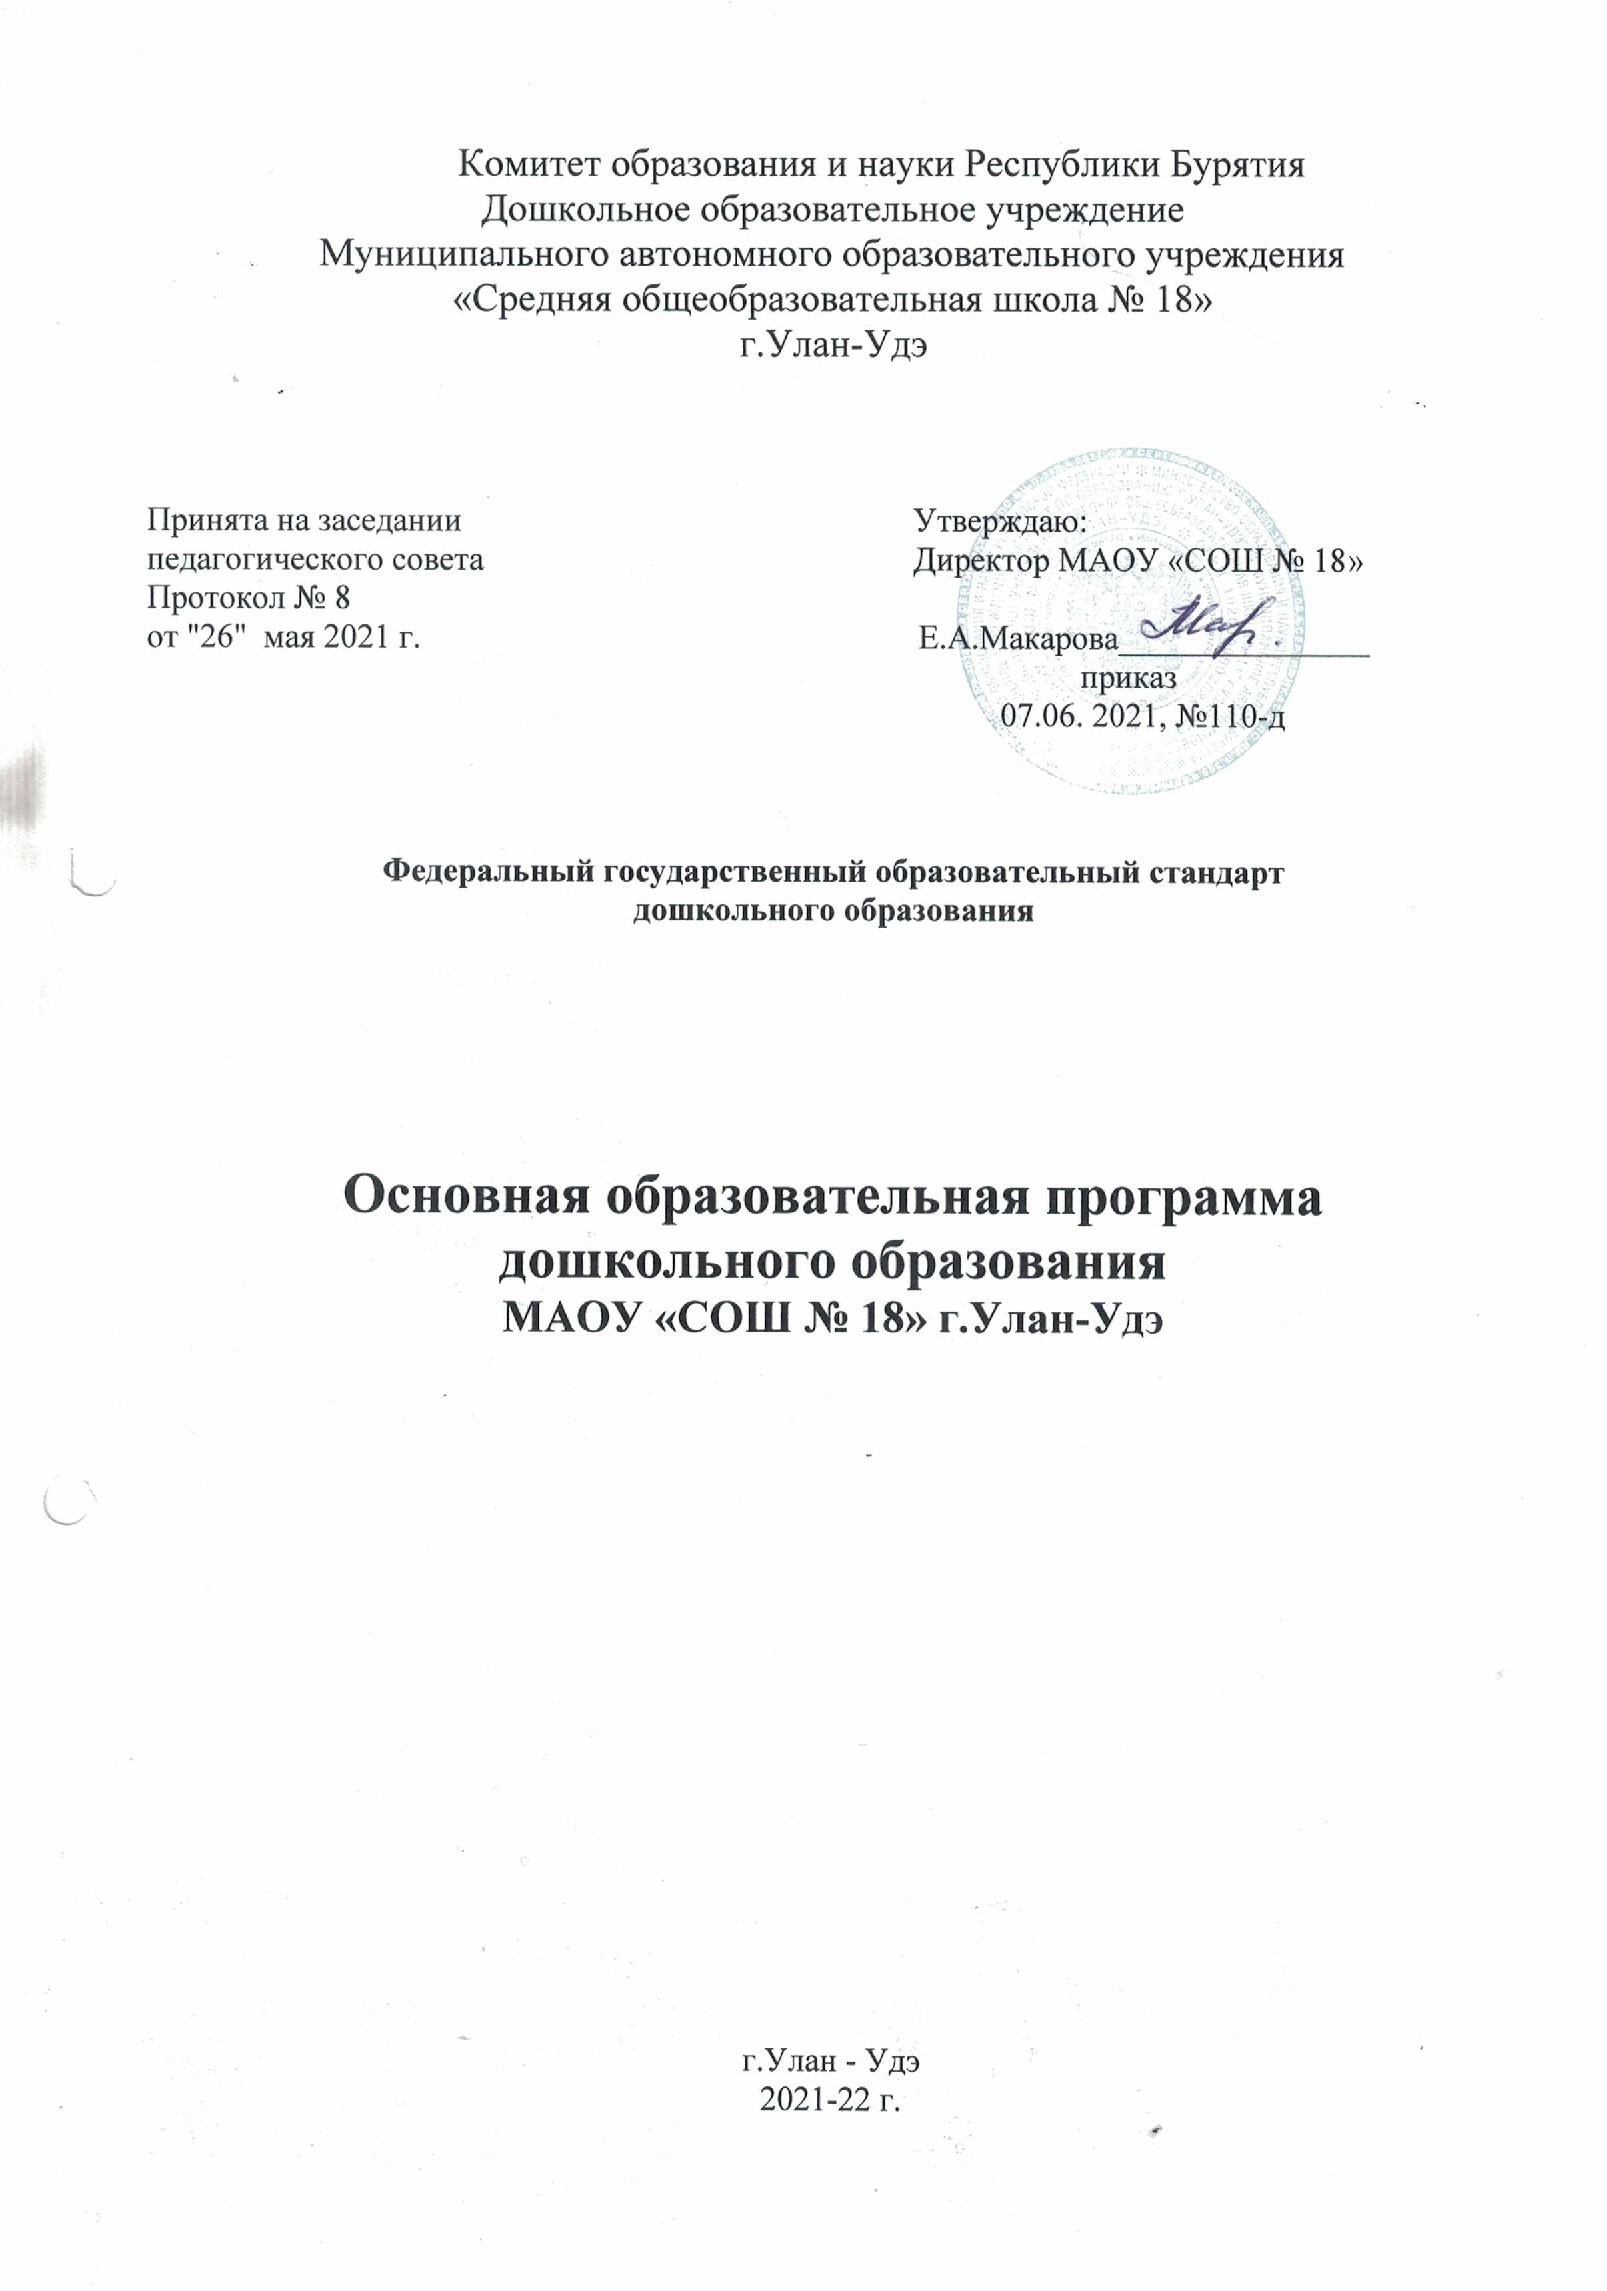 Комитет образования и науки Республики Бурятия
Дошкольное образовательное учреждение
Муниципального автономного образовательного учреждения
«Средняя общеобразовательная школа № 18»
г.Улан-Удэ
Принята на заседании
педагогического совета
Протокол № 8
от "26"  мая 2021 г.
Утверждаю:
Директор МАОУ «СОШ № 18»
Е.А.Макарова
приказ
07.06. 2021, №110-д
Федеральный государственный образовательный стандарт
дошкольного образования
Основная образовательная программа
дошкольного образования
МАОУ «СОШ № 18» г.Улан-Удэ
г.Улан - Удэ
2021-22 г.